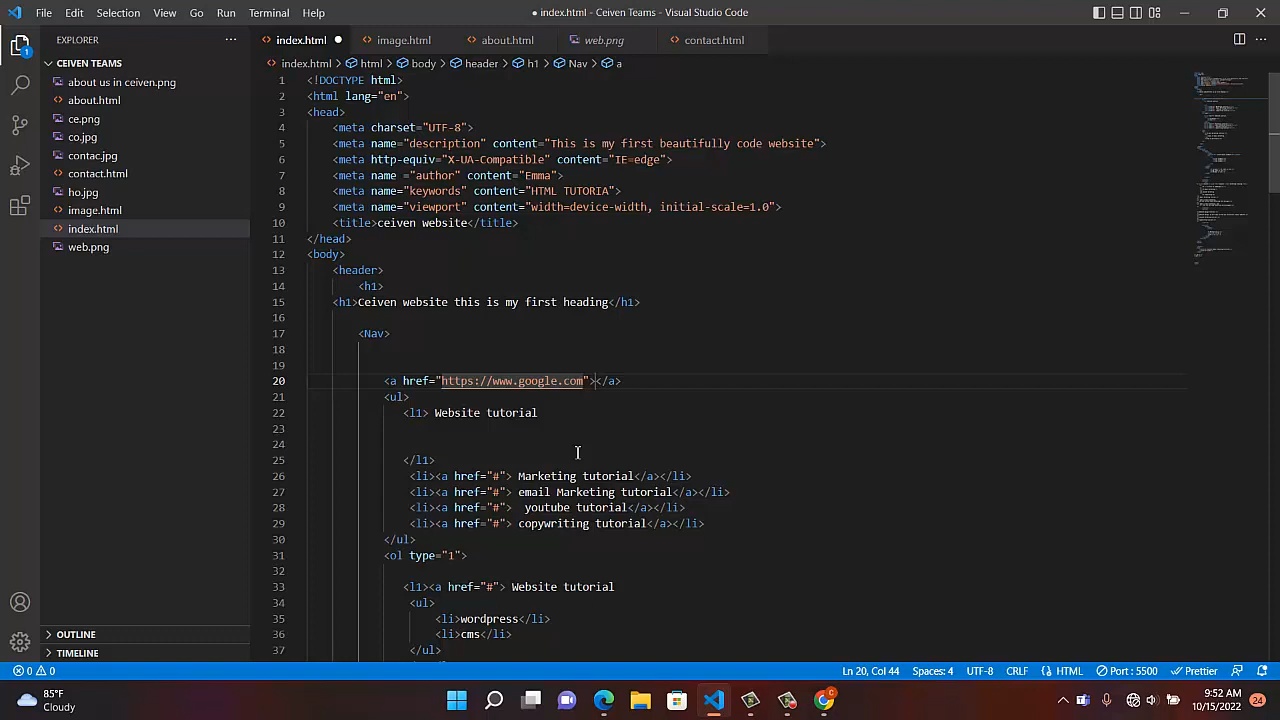 File Edit Selection View Go Run Terminal Help
● index.html - Ceiven Teams - Visual Studio Code
1
EXPLORER
CEIVEN TEAMS
about us in ceiven.png
about.html
ce.png
co.jpg
contac.jpg
contact.html
ho.jpg
image.html
index.html
web.png
OUTLINE
TIMELINE
index.html ● image.html about.html web.png contact.html
index.html > html > body > header > h1 > Nav > a
1 <!DOCTYPE html>
2 <html lang="en">
3 <head>
4 <meta charset="UTF-8">
5 <meta name="description" content="This is my first beautifully code website">
6 <meta http-equiv="X-UA-Compatible" content="IE=edge">
7 <meta name ="author" content="Emma">
8 <meta name="keywords" content="HTML TUTORIA">
9 <meta name="viewport" content="width=device-width, initial-scale=1.0">
10 <title>ceiven website</title>
11 </head>
12 <body>
13 <header>
14 <h1>
15 <h1>Ceiven website this is my first heading</h1>
16
17 <Nav>
18
19
20 <a href="https://www.google.com"></a>
21 <ul>
22 <l1> Website tutorial
23
24
25 </l1>
26 <li><a href="#"> Marketing tutorial</a></li>
27 <li><a href="#"> email Marketing tutorial</a></li>
28 <li><a href="#">  youtube tutorial</a></li>
29 <li><a href="#"> copywriting tutorial</a></li>
30 </ul>
31 <ol type="1">
32
33 <l1><a href="#"> Website tutorial
34 <ul>
35 <li>wordpress</li>
36 <li>cms</li>
37 </ul>
0 0 Ln 20, Col 44 Spaces: 4 UTF-8 CRLF HTML Port : 5500 Prettier
85°F
Cloudy
C
9:52 AM
10/15/2022
24